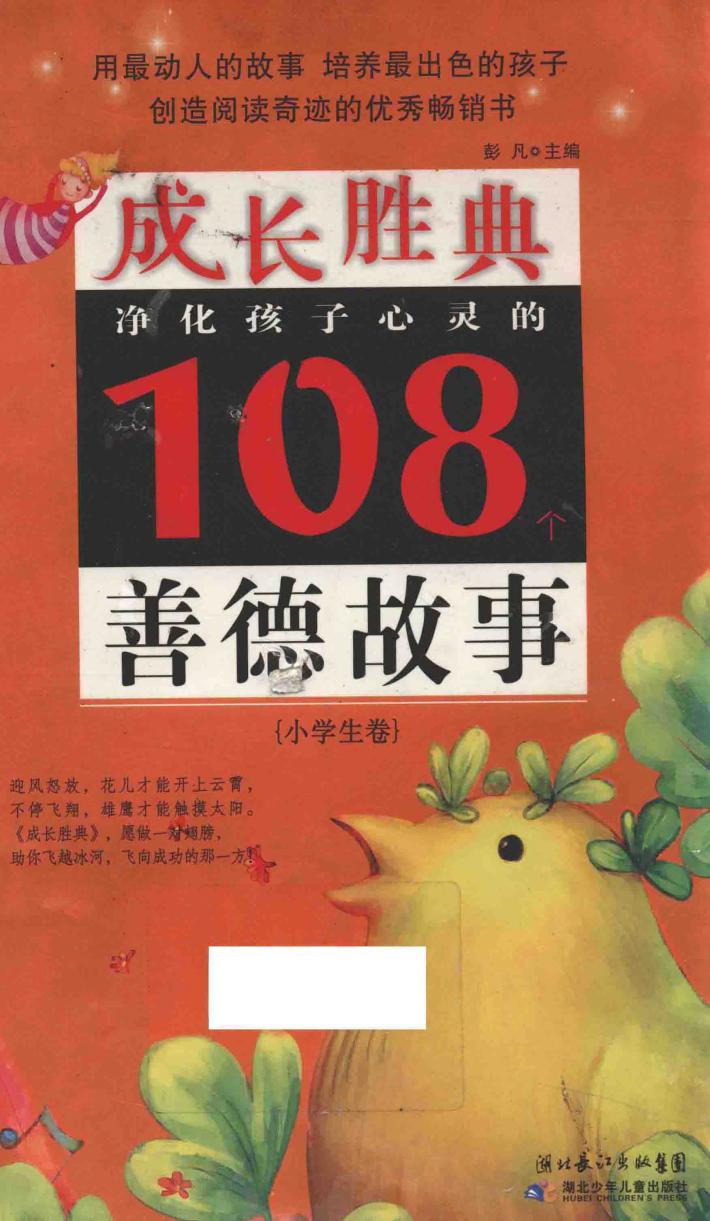 用最动人的故事 培养最出色的孩子
创造阅读奇迹的优秀畅销书
彭 凡 主编
成长胜典
净化孩子心灵的
108个
善德故事
{小学生卷}
迎风怒放，花儿才能开上云霄，
不停飞翔，雄鹰才能触摸太阳。
《成长胜典》，愿做一对翅膀，
助你飞越冰河，飞向成功的那一方！
湖北长江出版集团
湖北少年儿童出版社
HUBEI CHILDREN'S PRESS